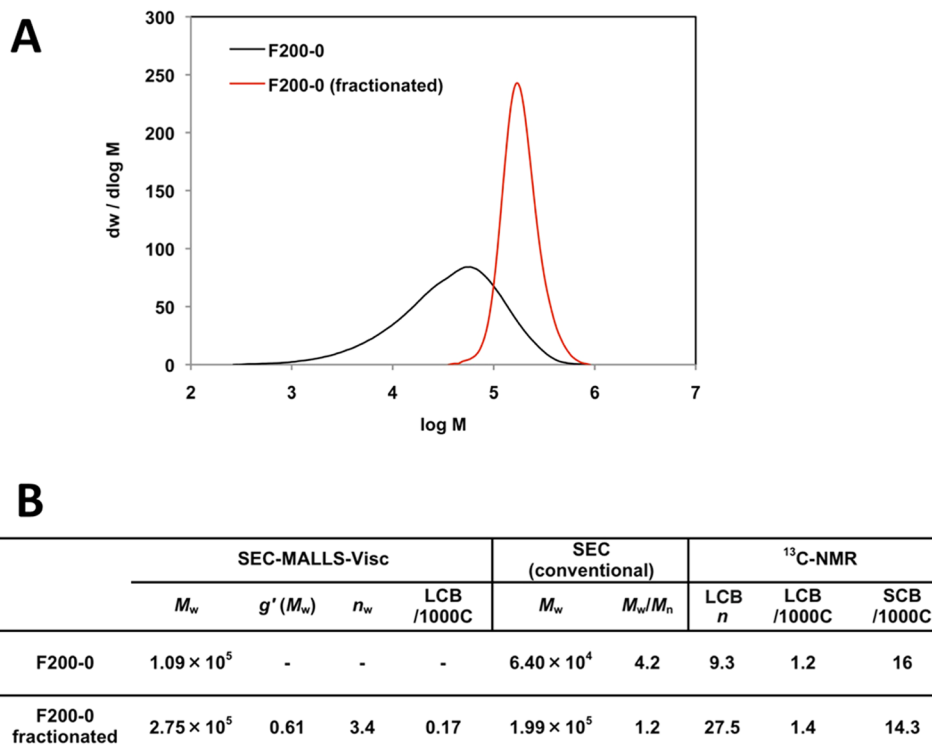 A
300
250
200
150
100
50
0
dw / dlog M
F200-0
F200-0 (fractionated)
2 3 4 5 6 7
log M
B
SEC-MALLS-Visc SEC (conventional) ¹³C-NMR
Mw g' (Mw) nw LCB /1000C Mw Mw/Mn LCB n LCB /1000C SCB /1000C
F200-0 1.09 × 10⁵ - - - 6.40 × 10⁴ 4.2 9.3 1.2 16
F200-0 fractionated 2.75 × 10⁵ 0.61 3.4 0.17 1.99 × 10⁵ 1.2 27.5 1.4 14.3